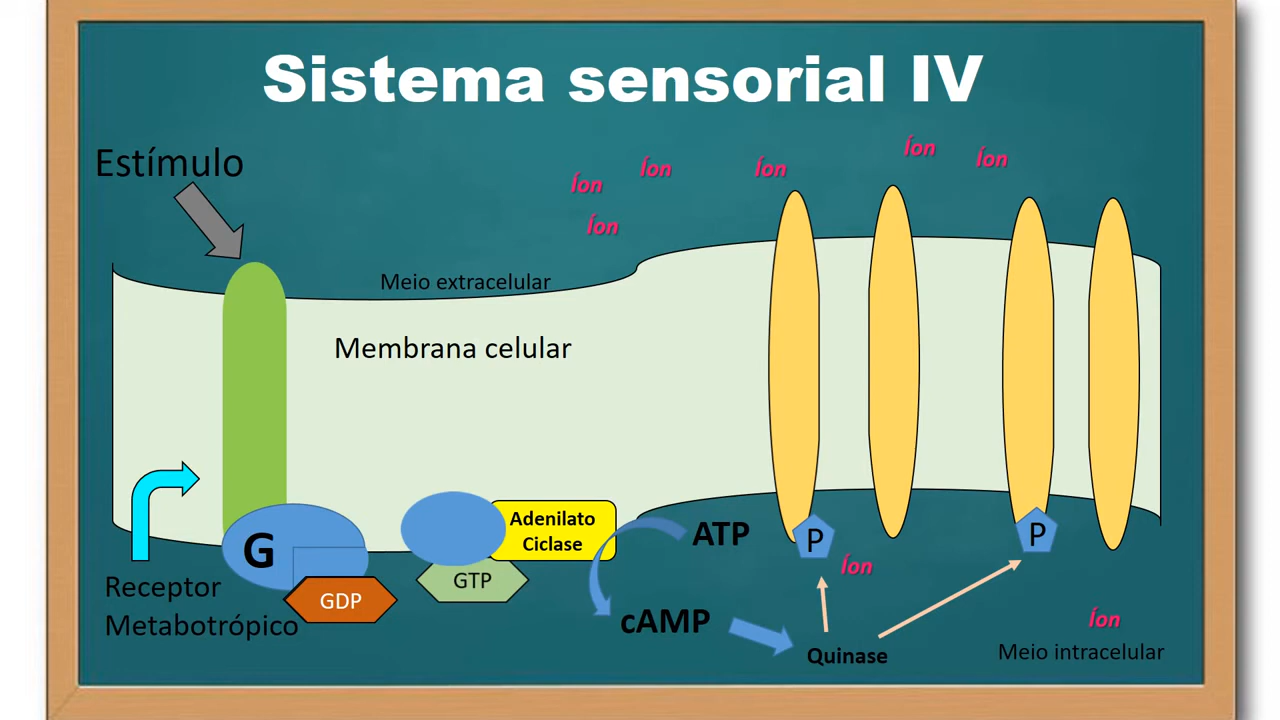 Sistema sensorial IV
Estímulo
Íon
Íon
Íon
Íon
Íon
Íon
Meio extracelular
Membrana celular
G
GDP
GTP
Adenilato
Ciclase
ATP
cAMP
P
P
Íon
Íon
Quinase
Meio intracelular
Receptor
Metabotrópico